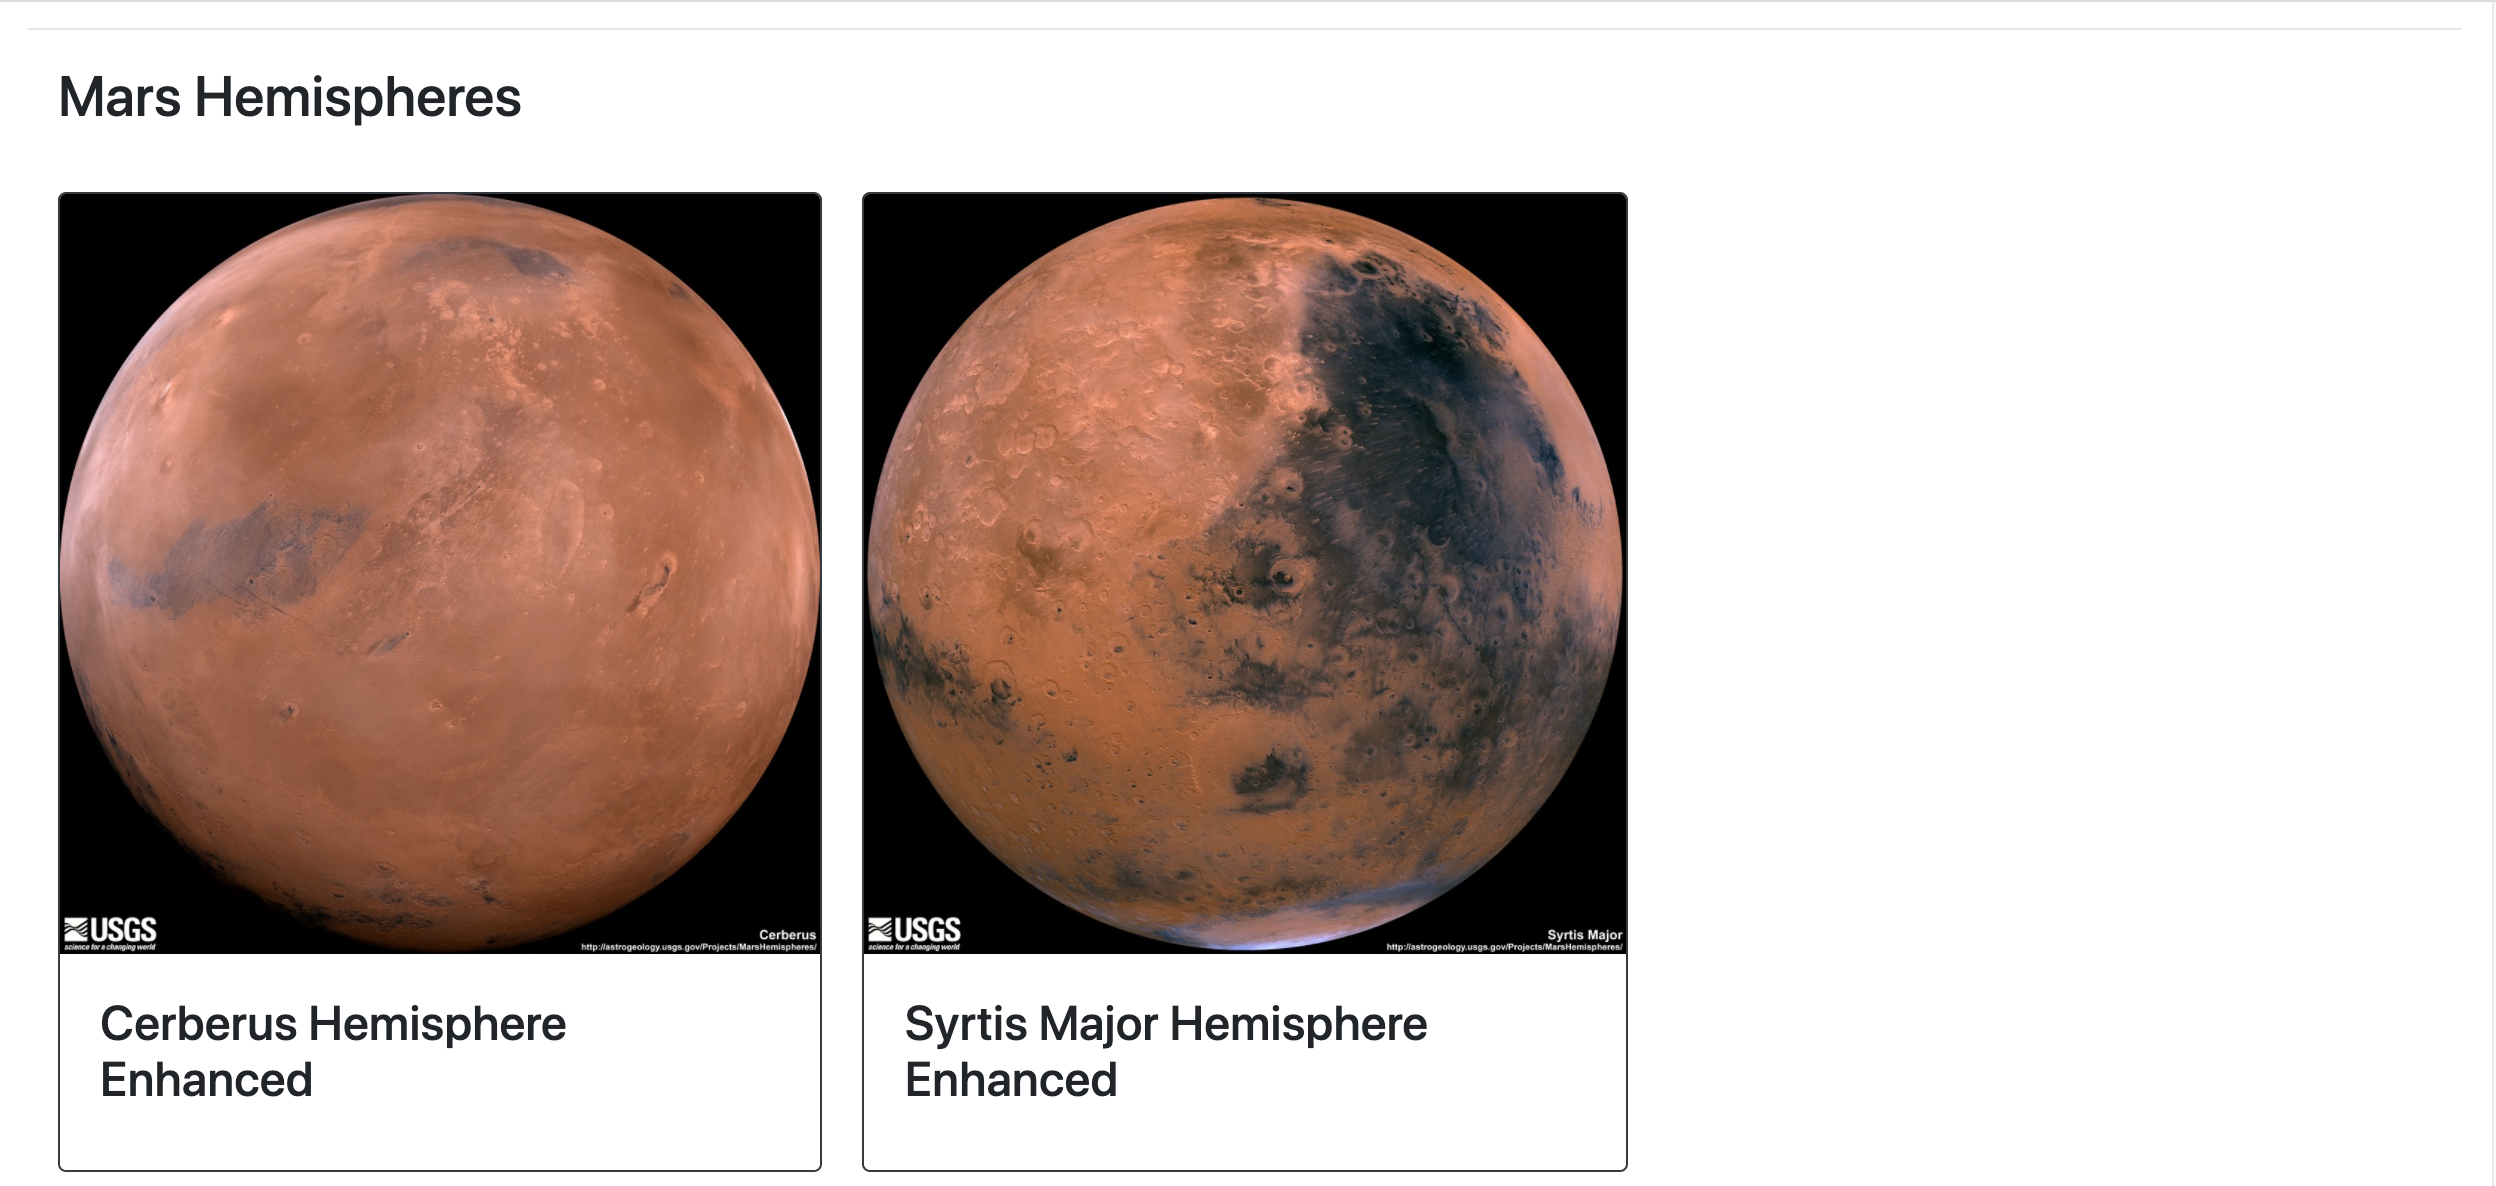 Mars Hemispheres
USGS
science for a changing world
Cerberus
http://astrogeology.usgs.gov/Projects/MarsHemispheres/
USGS
science for a changing world
Syrtis Major
http://astrogeology.usgs.gov/Projects/MarsHemispheres/
Cerberus Hemisphere
Enhanced
Syrtis Major Hemisphere
Enhanced